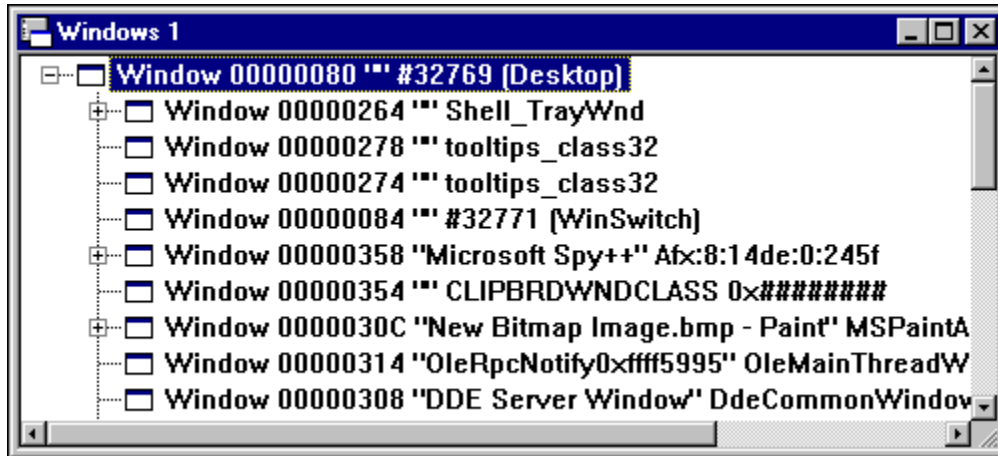 Windows 1
Window 00000080 "" #32769 (Desktop)
Window 00000264 "" Shell_TrayWnd
Window 00000278 "" tooltips_class32
Window 00000274 "" tooltips_class32
Window 00000084 "" #32771 (WinSwitch)
Window 00000358 "Microsoft Spy++" Afx:8:14de:0:245f
Window 00000354 "" CLIPBRDWNDCLASS 0x########
Window 0000030C "New Bitmap Image.bmp - Paint" MSPaintA
Window 00000314 "OleRpcNotify0xffff5995" OleMainThreadW
Window 00000308 "DDE Server Window" DdeCommonWindow